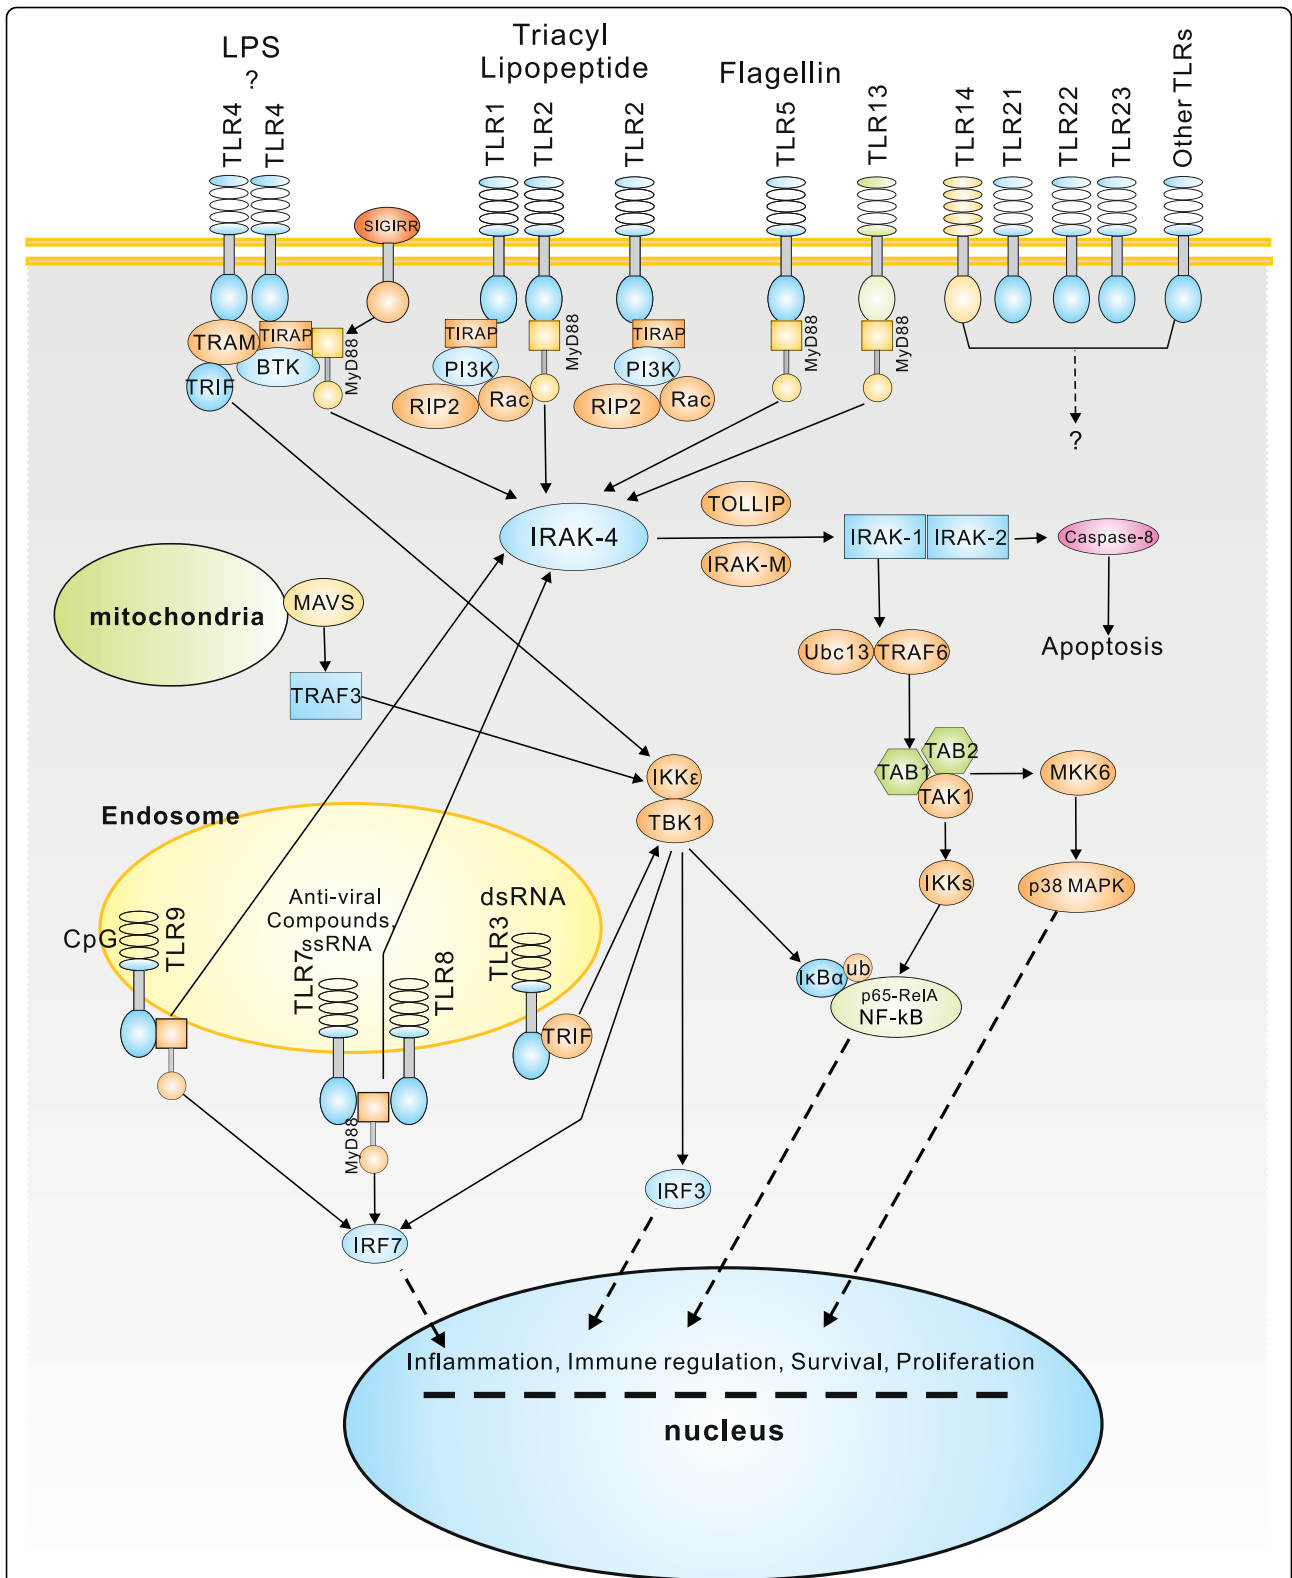 LPS
?
Triacyl
Lipopeptide
Flagellin
TLR4
TLR4
TLR1
TLR2
TLR2
TLR5
TLR13
TLR14
TLR21
TLR22
TLR23
Other TLRs
SIGIRR
TRAM
TIRAP
BTK
TRIF
MyD88
TIRAP
PI3K
RIP2
Rac
MyD88
TIRAP
PI3K
RIP2
Rac
MyD88
MyD88
?
IRAK-4
TOLLIP
IRAK-M
IRAK-1
IRAK-2
Caspase-8
Apoptosis
mitochondria
MAVS
TRAF3
Ubc13
TRAF6
TAB1
TAB2
TAK1
MKK6
IKKε
TBK1
IKKs
p38 MAPK
Endosome
CpG
TLR9
Anti-viral
Compounds,
ssRNA
TLR7
TLR8
dsRNA
TLR3
TRIF
MyD88
IκBα
ub
p65-RelA
NF-kB
IRF3
IRF7
Inflammation, Immune regulation, Survival, Proliferation
nucleus